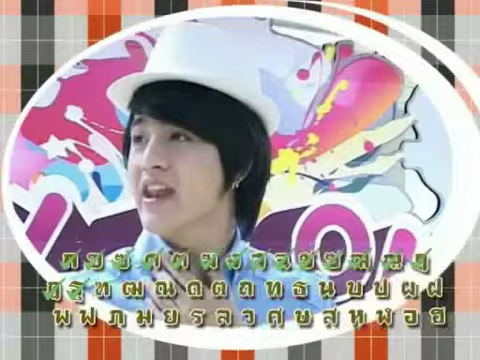 กขฃคฅฆงจฉชซฌญฎ
ฏฐฑฒณดตถทธนบปผฝ
พฟภมยรลวศษสหฬอฮ